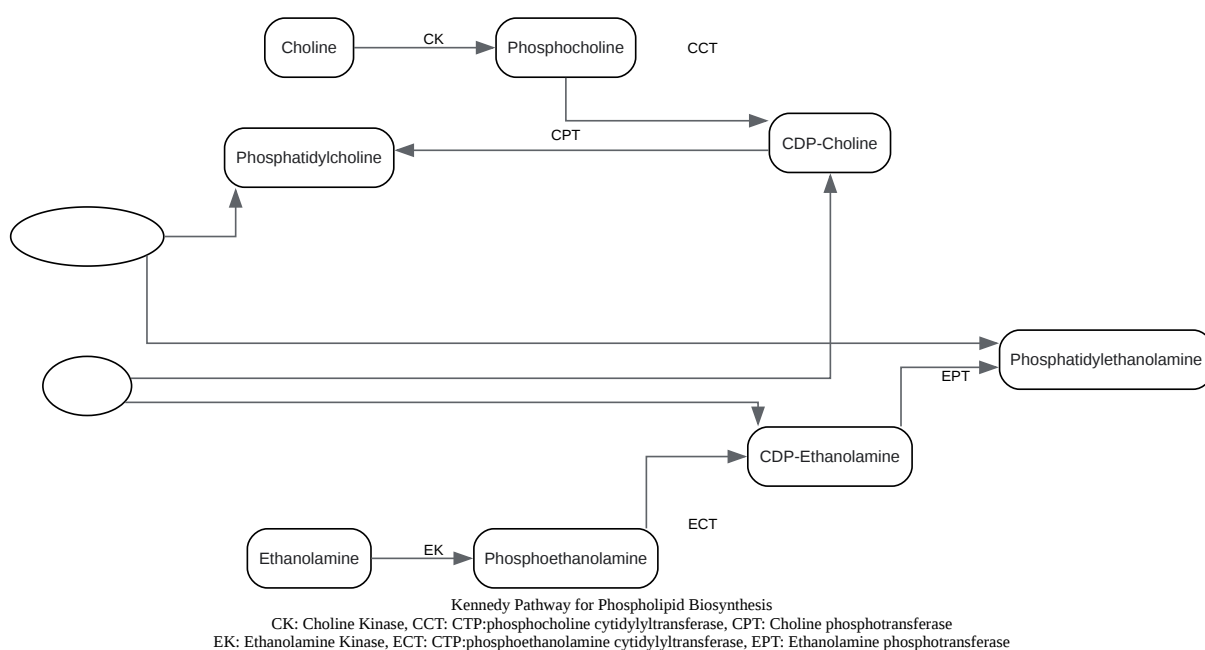 Choline
CK
Phosphocholine
CCT
CPT
CDP-Choline
Phosphatidylcholine
Phosphatidylethanolamine
EPT
CDP-Ethanolamine
ECT
Ethanolamine
EK
Phosphoethanolamine
Kennedy Pathway for Phospholipid Biosynthesis
CK: Choline Kinase, CCT: CTP:phosphocholine cytidylyltransferase, CPT: Choline phosphotransferase
EK: Ethanolamine Kinase, ECT: CTP:phosphoethanolamine cytidylyltransferase, EPT: Ethanolamine phosphotransferase